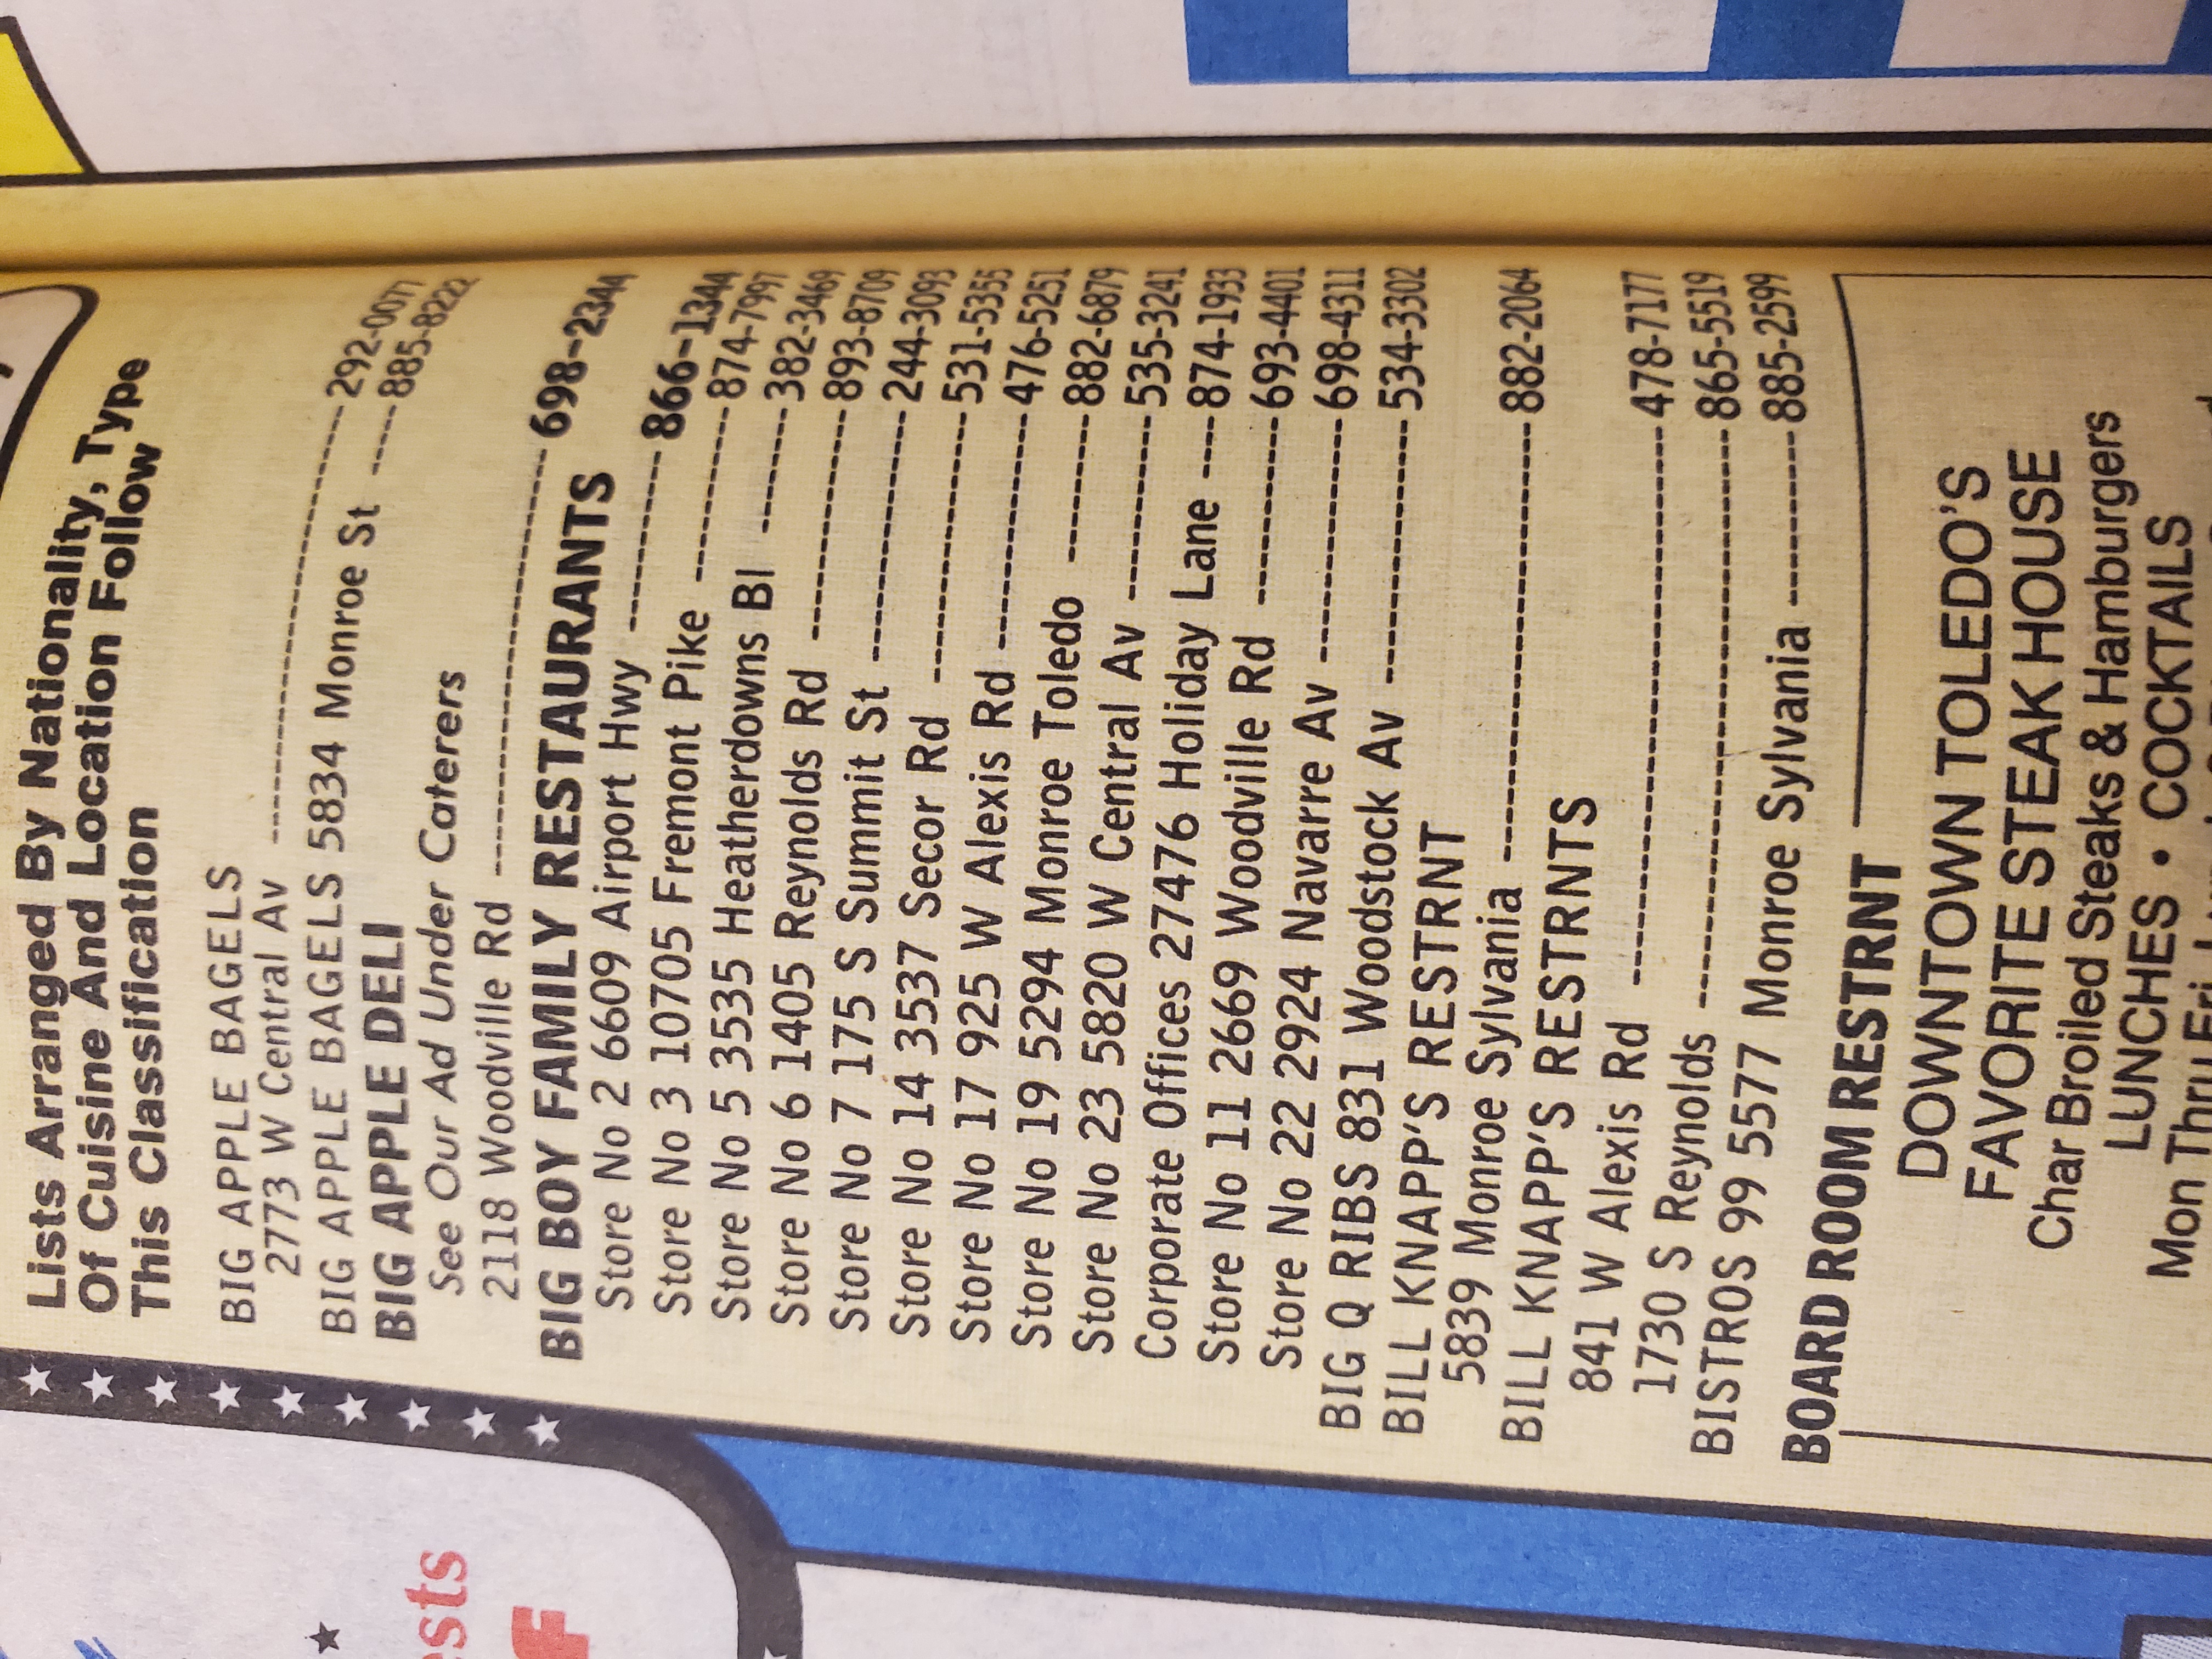 Lists Arranged By Nationality, Type
Of Cuisine And Location Follow
This Classification
BIG APPLE BAGELS
2773 W Central Av ---------------- 292-0077
BIG APPLE BAGELS 5834 Monroe St ----- 885-8222
BIG APPLE DELI
See Our Ad Under Caterers
2118 Woodville Rd ---------------- 698-2344
BIG BOY FAMILY RESTAURANTS
Store No 2 6609 Airport Hwy ---------- 866-1344
Store No 3 10705 Fremont Pike -------- 874-7997
Store No 5 3535 Heatherdowns Bl ------ 382-3469
Store No 6 1405 Reynolds Rd ---------- 893-8709
Store No 7 175 S Summit St ----------- 244-3093
Store No 14 3537 Secor Rd ------------ 531-5355
Store No 17 925 W Alexis Rd ---------- 476-5251
Store No 19 5294 Monroe Toledo ------- 882-6879
Store No 23 5820 W Central Av -------- 535-3241
Corporate Offices 27476 Holiday Lane ---- 874-1933
Store No 11 2669 Woodville Rd -------- 693-4401
Store No 22 2924 Navarre Av ---------- 698-4311
BIG Q RIBS 831 Woodstock Av ---------- 534-3302
BILL KNAPP'S RESTRNT
5839 Monroe Sylvania ---------------- 882-2064
BILL KNAPP'S RESTRNTS
841 W Alexis Rd --------------------- 478-7177
1730 S Reynolds --------------------- 865-5519
BISTROS 99 5577 Monroe Sylvania -------- 885-2599
BOARD ROOM RESTRNT
DOWNTOWN TOLEDO'S
FAVORITE STEAK HOUSE
Char Broiled Steaks & Hamburgers
LUNCHES • COCKTAILS
Mon Thru Fri
ests
F